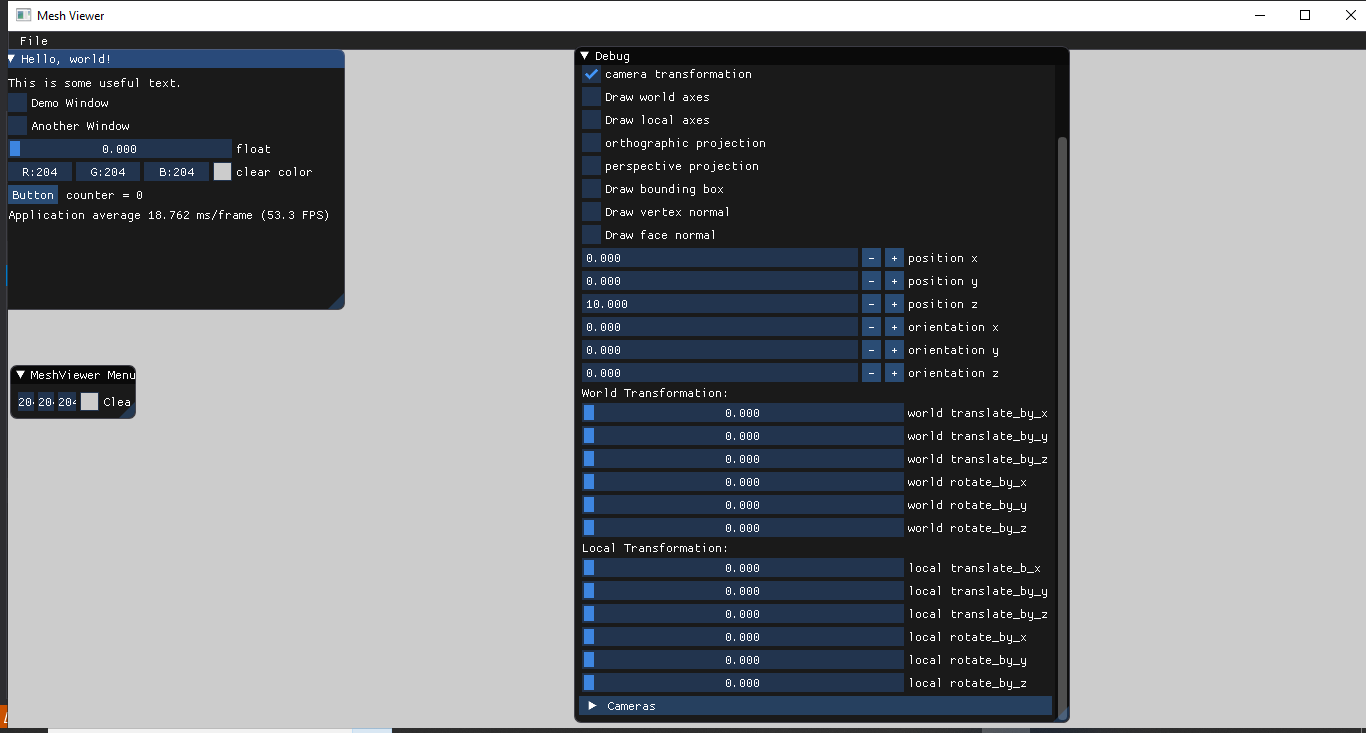 Mesh Viewer
File
Hello, world!
This is some useful text.
Demo Window
Another Window
0.000 float
R:204 G:204 B:204 clear color
Button counter = 0
Application average 18.762 ms/frame (53.3 FPS)
MeshViewer Menu
204 204 204 Clea
Debug
camera transformation
Draw world axes
Draw local axes
orthographic projection
perspective projection
Draw bounding box
Draw vertex normal
Draw face normal
0.000 - + position x
0.000 - + position y
10.000 - + position z
0.000 - + orientation x
0.000 - + orientation y
0.000 - + orientation z
World Transformation:
0.000 world translate_by_x
0.000 world translate_by_y
0.000 world translate_by_z
0.000 world rotate_by_x
0.000 world rotate_by_y
0.000 world rotate_by_z
Local Transformation:
0.000 local translate_b_x
0.000 local translate_by_y
0.000 local translate_by_z
0.000 local rotate_by_x
0.000 local rotate_by_y
0.000 local rotate_by_z
Cameras